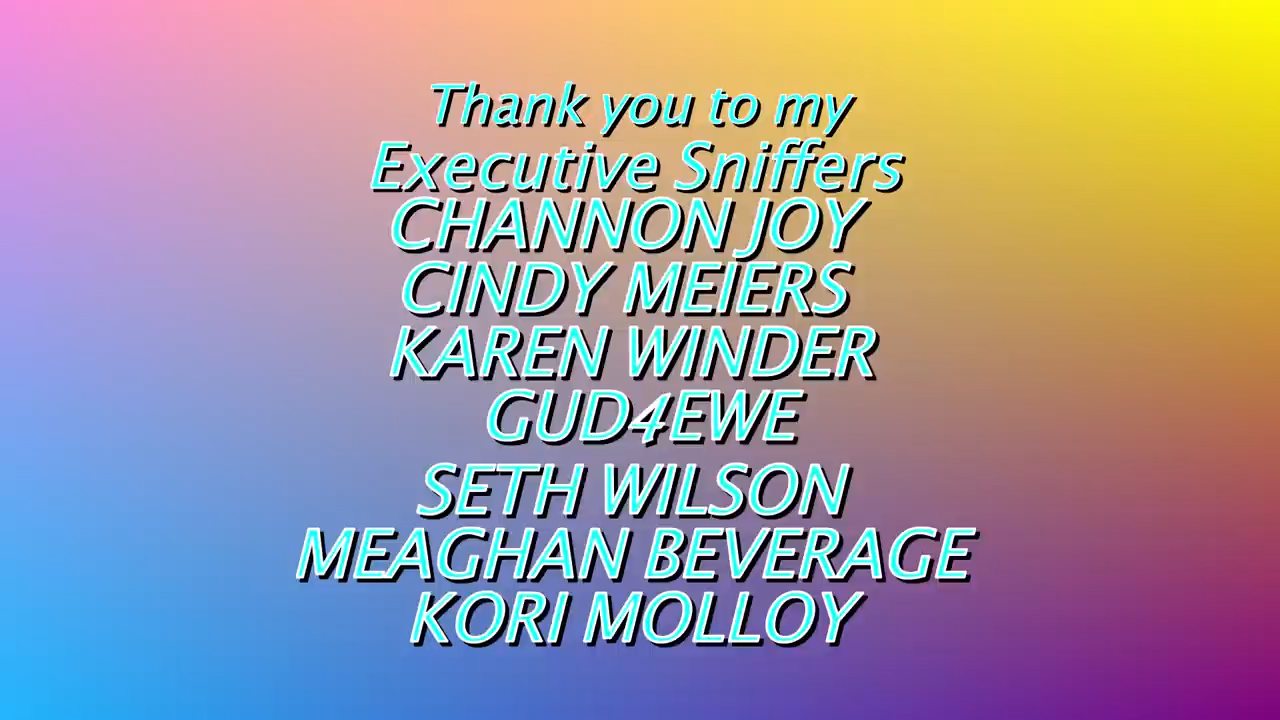 Thank you to my
Executive Sniffers
CHANNON JOY
CINDY MEIERS
KAREN WINDER
GUD4EWE
SETH WILSON
MEAGHAN BEVERAGE
KORI MOLLOY